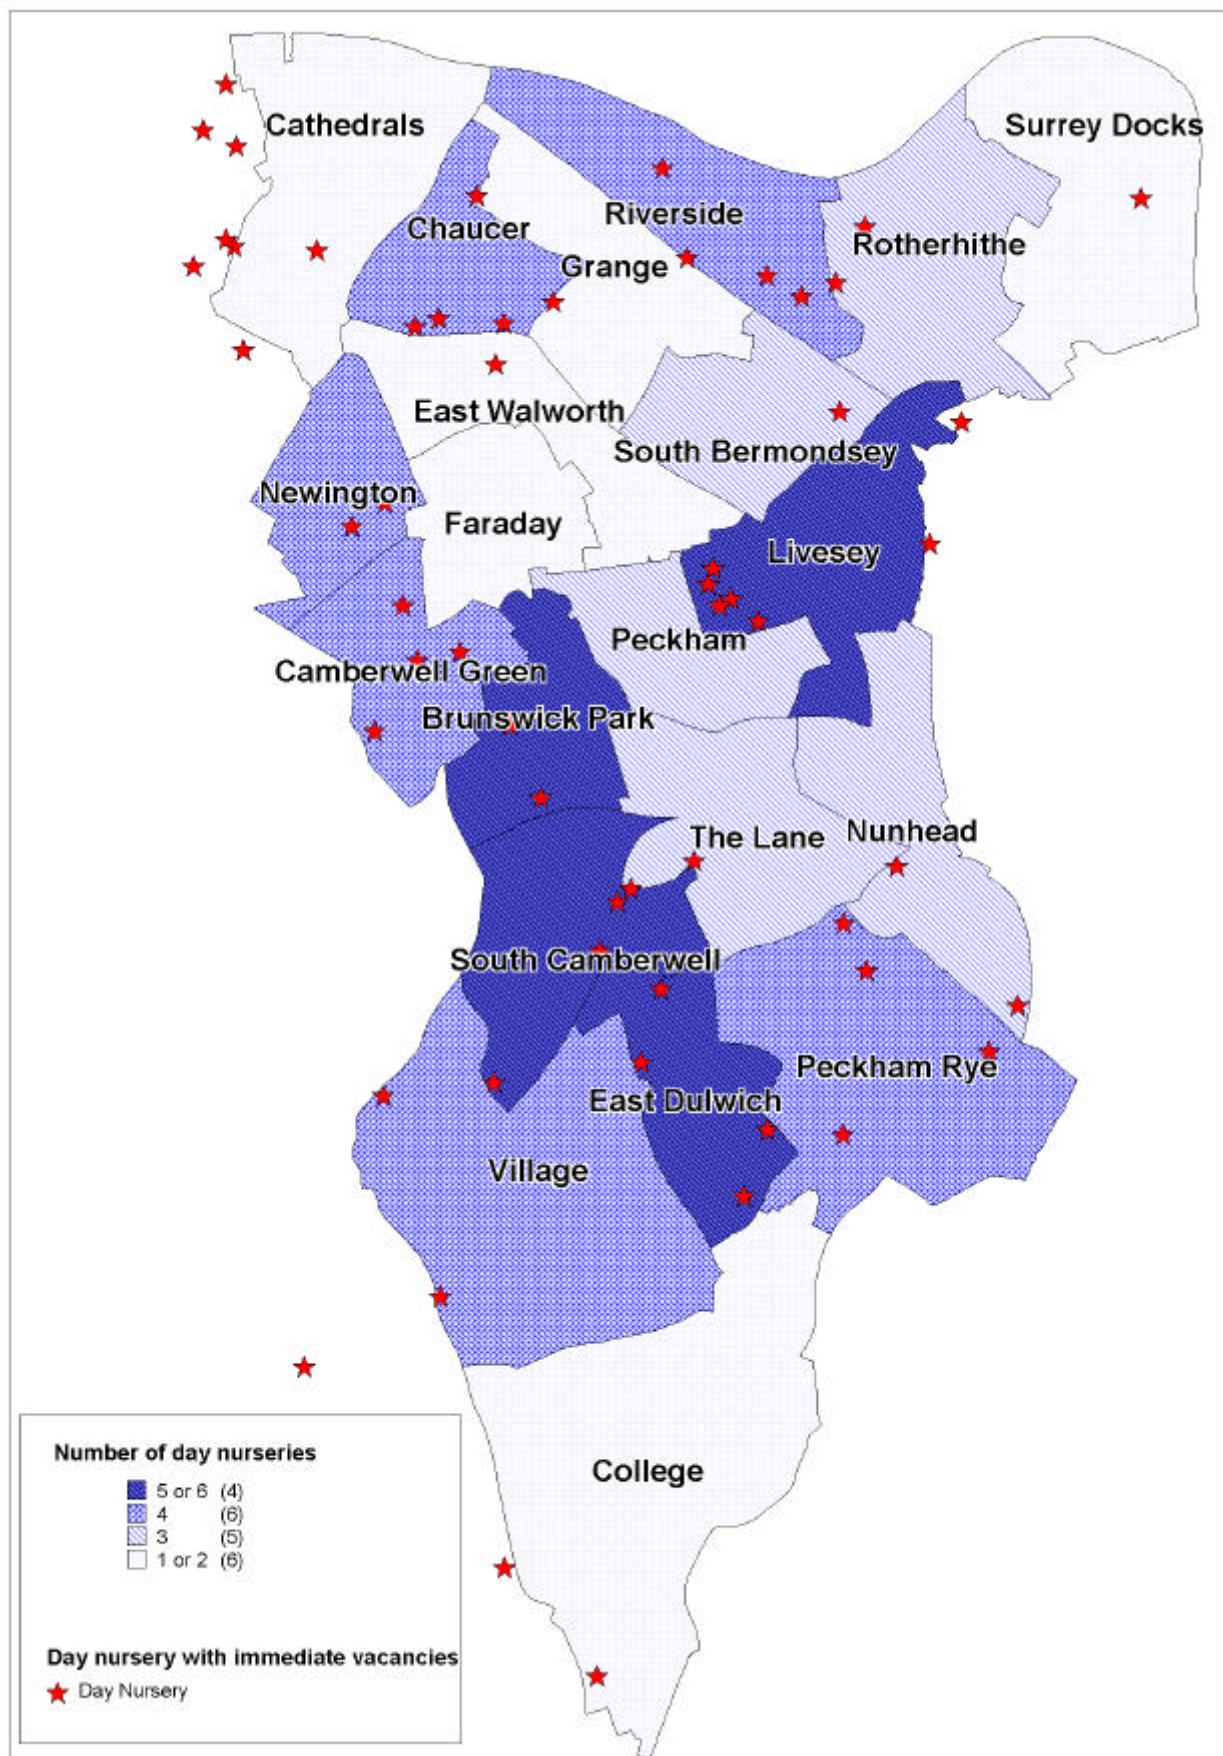 Cathedrals
Surrey Docks
Riverside
Chaucer
Rotherhithe
Grange
East Walworth
South Bermondsey
Newington
Faraday
Livesey
Peckham
Camberwell Green
Brunswick Park
Nunhead
The Lane
South Camberwell
Peckham Rye
East Dulwich
Village
College
Number of day nurseries
5 or 6 (4)
4 (6)
3 (5)
1 or 2 (6)
Day nursery with immediate vacancies
Day Nursery